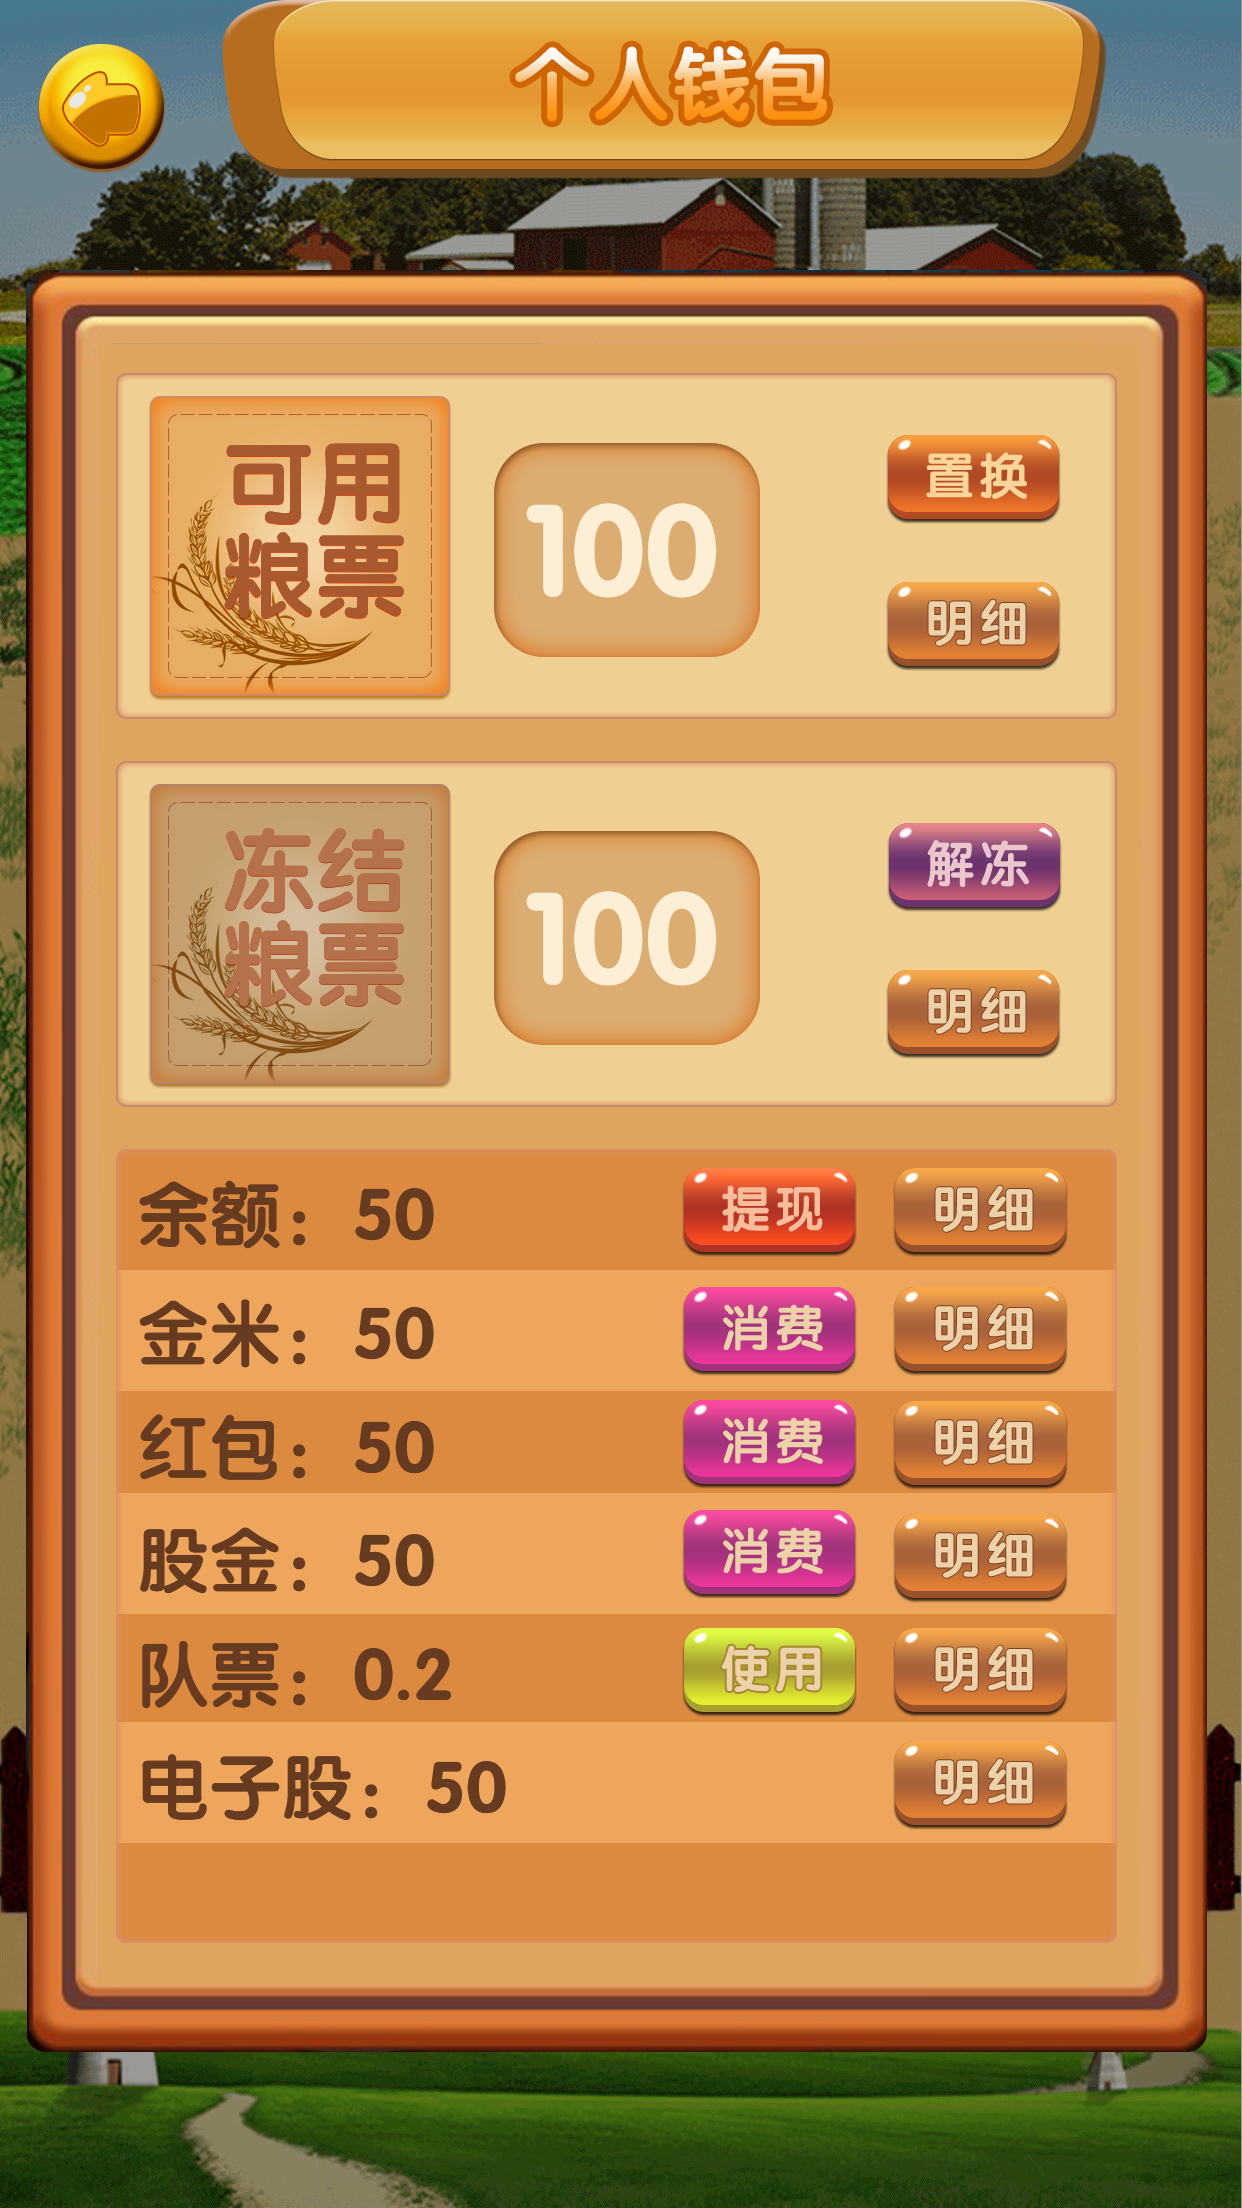 个人钱包
可用
粮票
100
置换
明细
冻结
粮票
100
解冻
明细
余额：50 提现 明细
金米：50 消费 明细
红包：50 消费 明细
股金：50 消费 明细
队票：0.2 使用 明细
电子股：50 明细